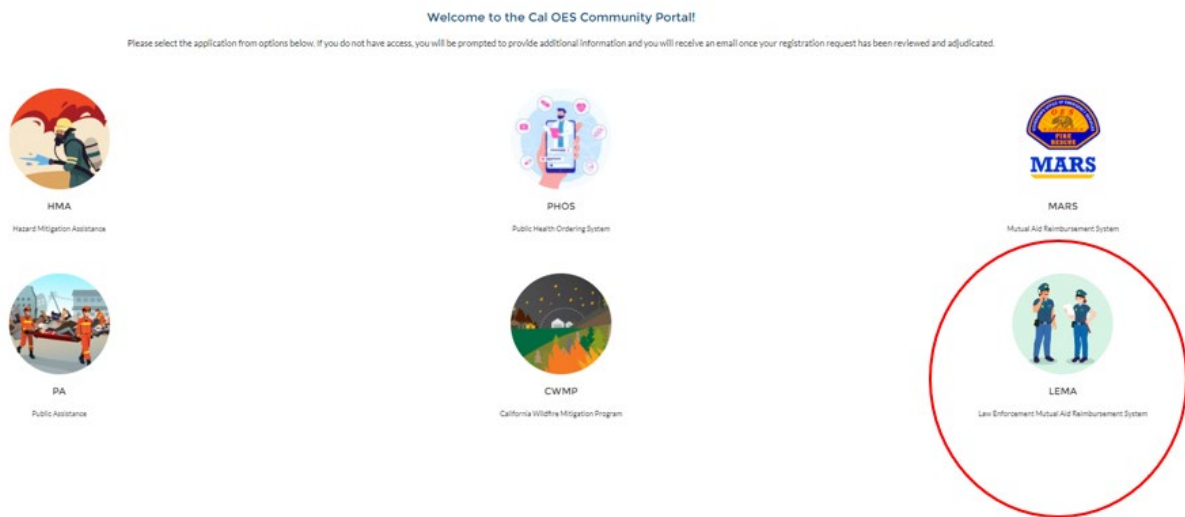 Welcome to the Cal OES Community Portal!
Please select the application from options below. If you do not have access, you will be prompted to provide additional information and you will receive an email once your registration request has been reviewed and adjudicated.
HMA
Hazard Mitigation Assistance
PHOS
Public Health Ordering System
OES
FIRE
RESCUE
MARS
MARS
Mutual Aid Reimbursement System
PA
Public Assistance
CWMP
California Wildfire Mitigation Program
LEMA
Law Enforcement Mutual Aid Reimbursement System